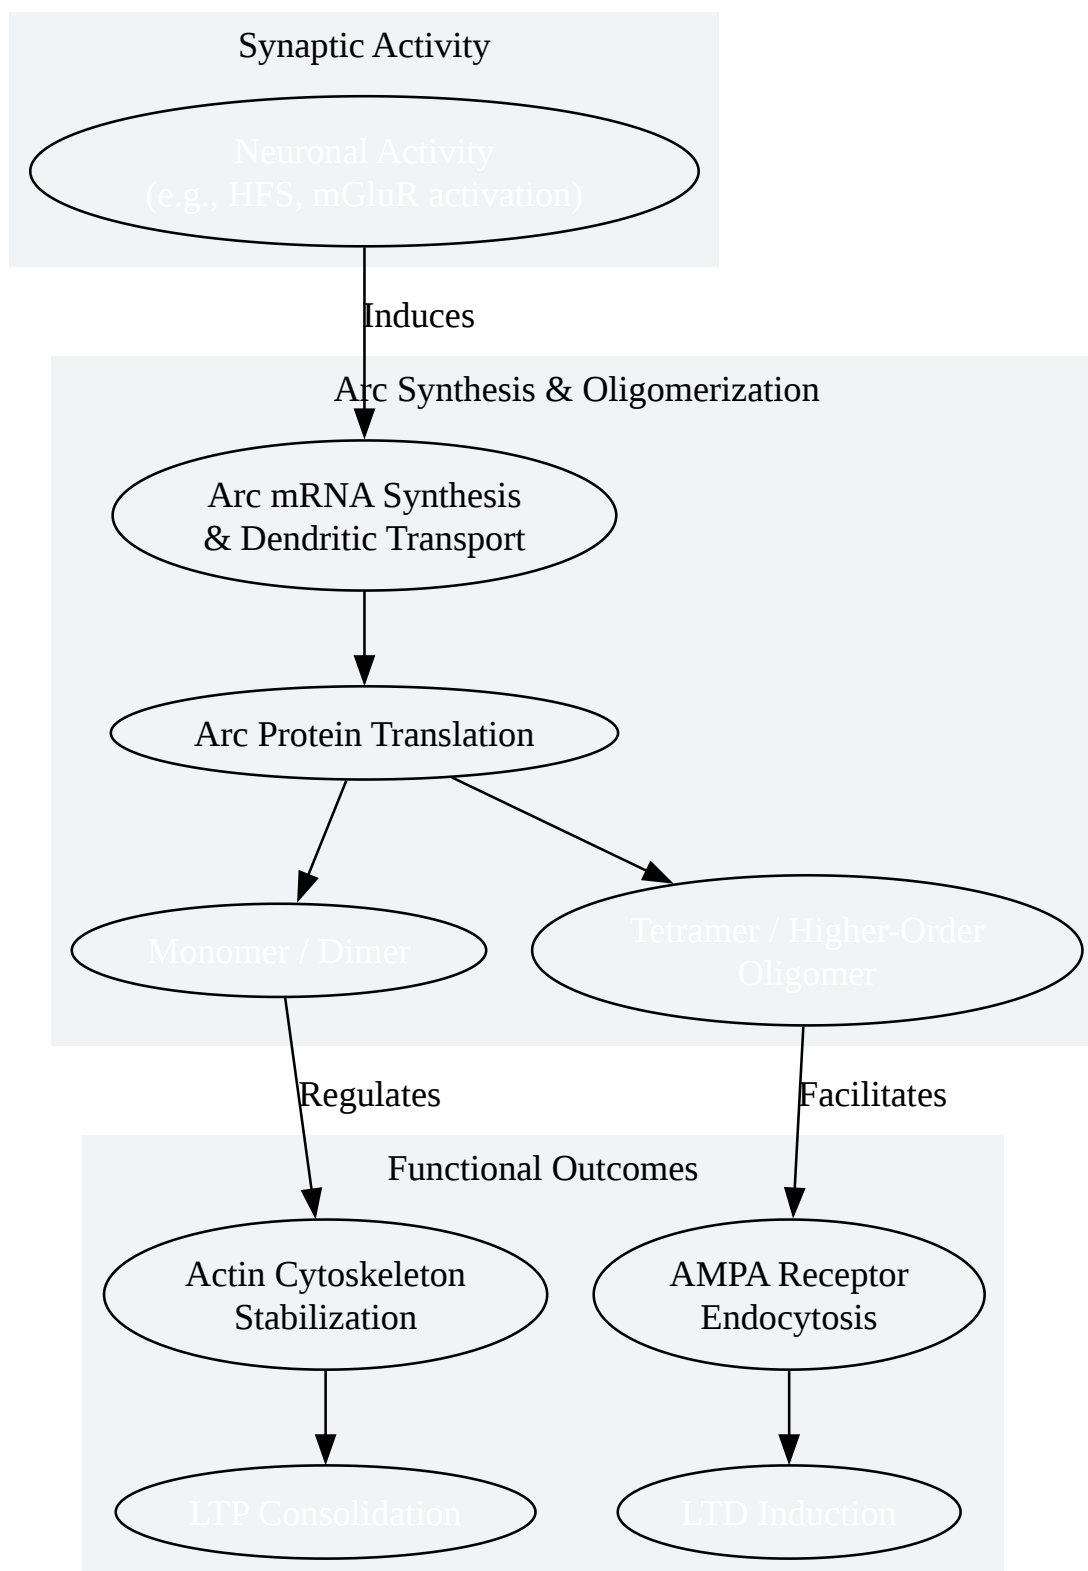 Synaptic Activity
Neuronal Activity
(e.g., HFS, mGluR activation)
Induces
Arc Synthesis & Oligomerization
Arc mRNA Synthesis
& Dendritic Transport
Arc Protein Translation
Monomer / Dimer
Tetramer / Higher-Order
Oligomer
Regulates
Facilitates
Functional Outcomes
Actin Cytoskeleton
Stabilization
AMPA Receptor
Endocytosis
LTP Consolidation
LTD Induction